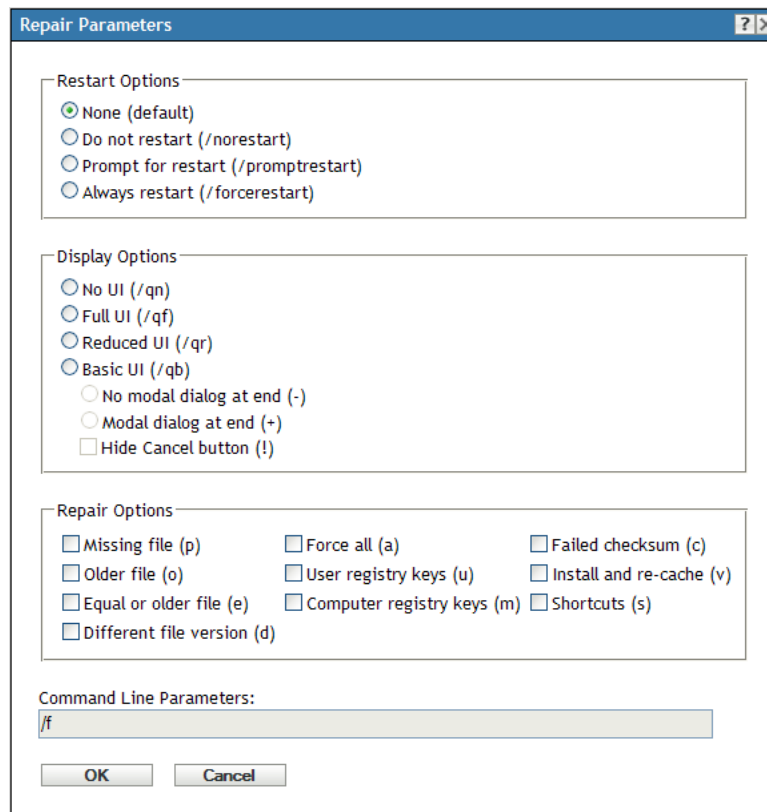 Repair Parameters
? X
Restart Options
None (default)
Do not restart (/norestart)
Prompt for restart (/promptrestart)
Always restart (/forcerestart)
Display Options
No UI (/qn)
Full UI (/qf)
Reduced UI (/qr)
Basic UI (/qb)
No modal dialog at end (-)
Modal dialog at end (+)
Hide Cancel button (!)
Repair Options
Missing file (p) Force all (a) Failed checksum (c)
Older file (o) User registry keys (u) Install and re-cache (v)
Equal or older file (e) Computer registry keys (m) Shortcuts (s)
Different file version (d)
Command Line Parameters:
/f
OK Cancel